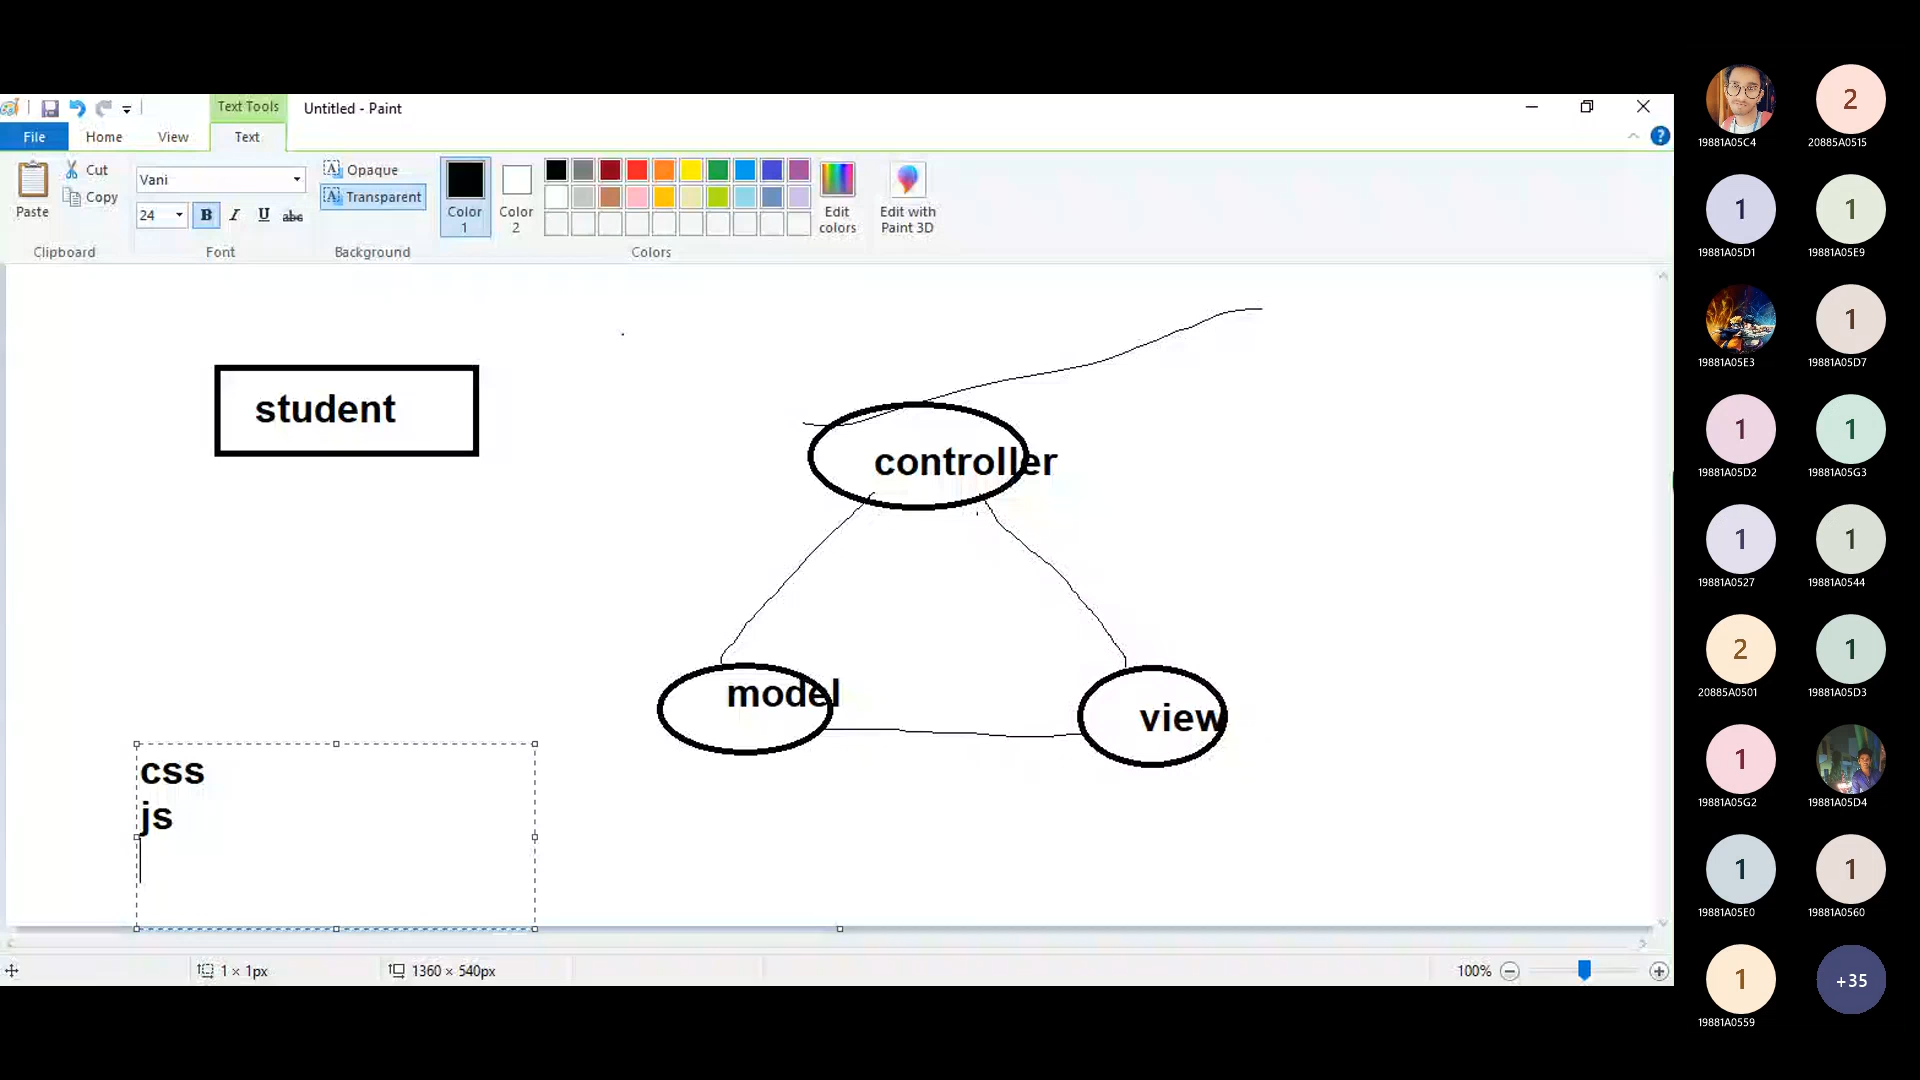 Text Tools
Untitled - Paint
File
Home
View
Text
Paste
Cut
Copy
Clipboard
Vani
24
B
I
U
abc
Font
Opaque
Transparent
Background
Color
1
Color
2
Edit
colors
Colors
Edit with
Paint 3D
?
student
controller
model
view
css
js
1 × 1px
1360 × 540px
100%
19881A05C4
2
20885A0515
1
19881A05D1
1
19881A05E9
19881A05E3
1
19881A05D7
1
19881A05D2
1
19881A05G3
1
19881A0527
1
19881A0544
2
20885A0501
1
19881A05D3
1
19881A05G2
19881A05D4
1
19881A05E0
1
19881A0560
1
19881A0559
+35